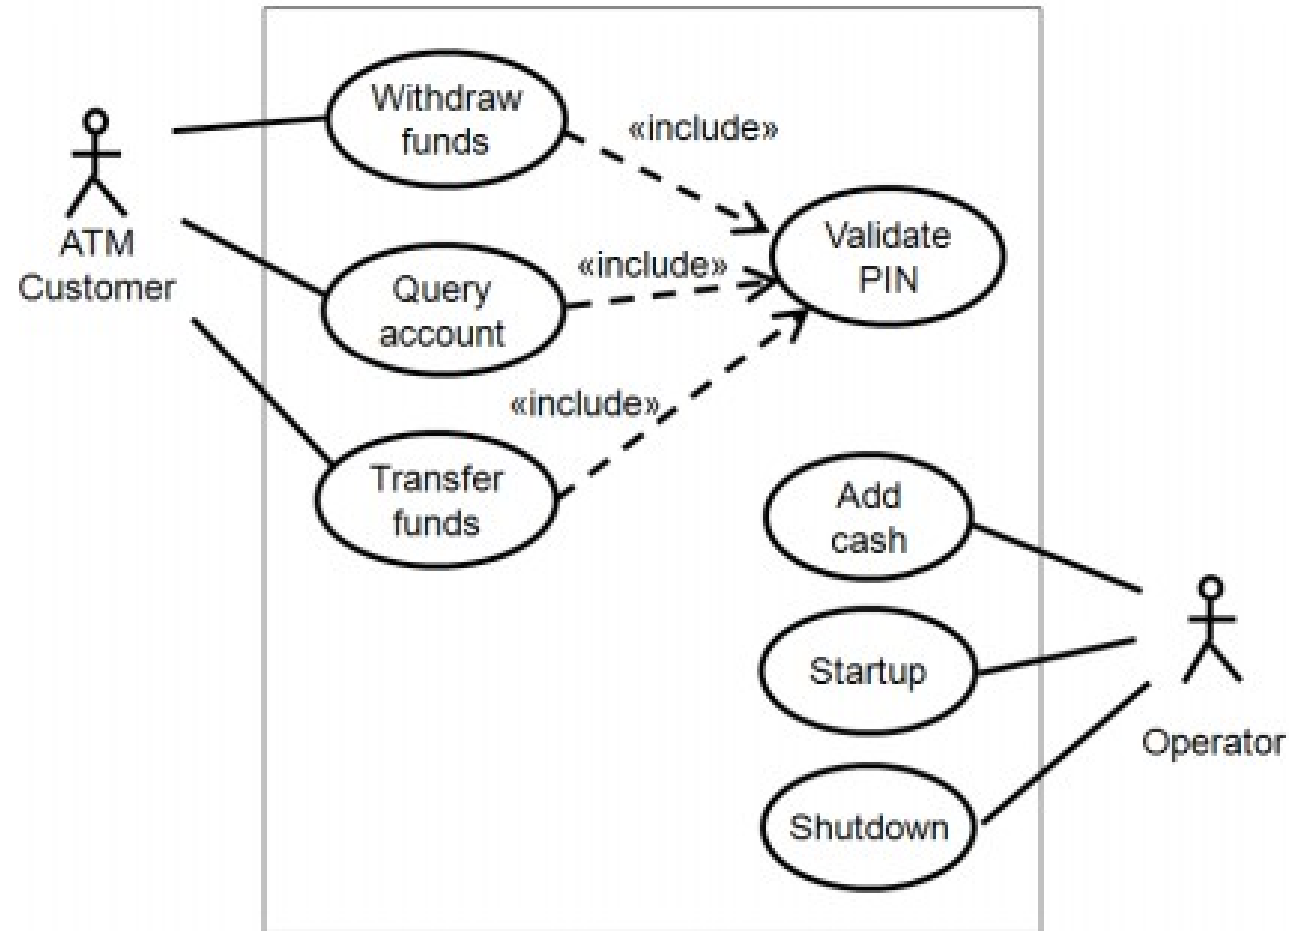 Withdraw
funds
«include»
ATM
Customer
Validate
PIN
«include»
Query
account
«include»
Transfer
funds
Add
cash
Startup
Operator
Shutdown